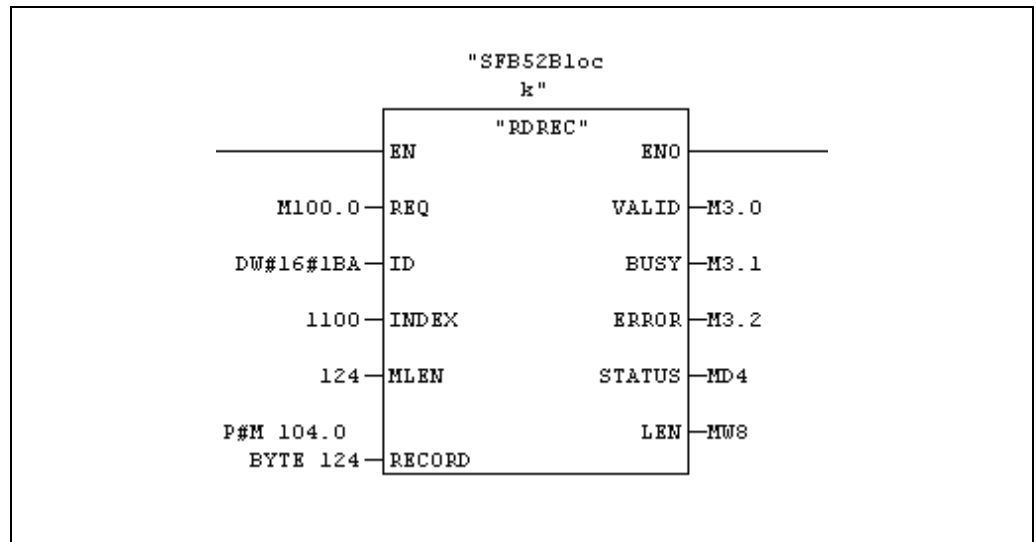 "SFB52Bloc
k"
"RDREC"
EN ENO
M100.0 REQ VALID M3.0
DW#16#1BA ID BUSY M3.1
1100 INDEX ERROR M3.2
124 MLEN STATUS MD4
P#M 104.0 LEN MW8
BYTE 124 RECORD